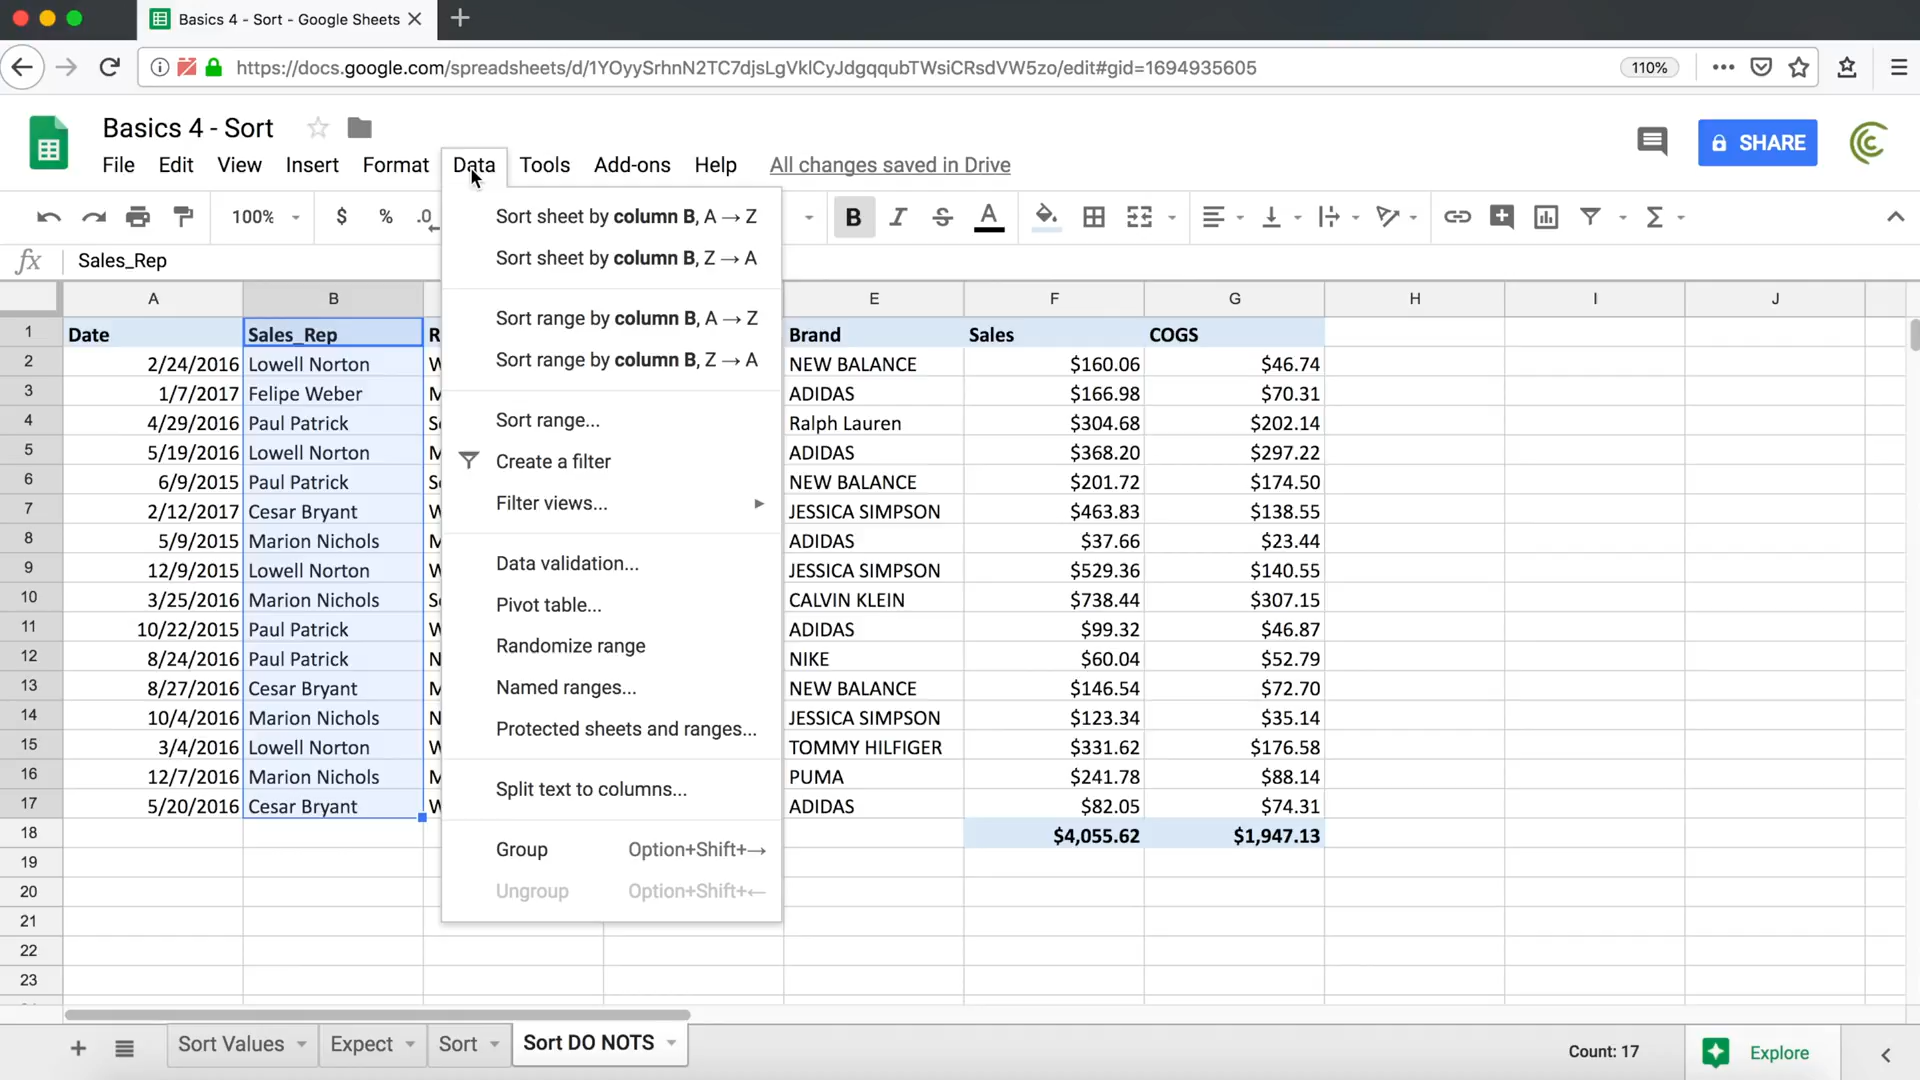 Basics 4 - Sort - Google Sheets
https://docs.google.com/spreadsheets/d/1YOyySrhnN2TC7djsLgVklCyJdgqqubTWsiCRsdVW5zo/edit#gid=1694935605
110%
Basics 4 - Sort
SHARE
File Edit View Insert Format Data Tools Add-ons Help All changes saved in Drive
100% $ % .0 B I S A Σ
fx Sales_Rep
Sort sheet by column B, A → Z
Sort sheet by column B, Z → A
Sort range by column B, A → Z
Sort range by column B, Z → A
Sort range...
Create a filter
Filter views...
Data validation...
Pivot table...
Randomize range
Named ranges...
Protected sheets and ranges...
Split text to columns...
Group Option+Shift+→
Ungroup Option+Shift+←
A B E F G H I J
1 Date Sales_Rep R Brand Sales COGS
2 2/24/2016 Lowell Norton W NEW BALANCE $160.06 $46.74
3 1/7/2017 Felipe Weber M ADIDAS $166.98 $70.31
4 4/29/2016 Paul Patrick So Ralph Lauren $304.68 $202.14
5 5/19/2016 Lowell Norton M ADIDAS $368.20 $297.22
6 6/9/2015 Paul Patrick So NEW BALANCE $201.72 $174.50
7 2/12/2017 Cesar Bryant W JESSICA SIMPSON $463.83 $138.55
8 5/9/2015 Marion Nichols M ADIDAS $37.66 $23.44
9 12/9/2015 Lowell Norton W JESSICA SIMPSON $529.36 $140.55
10 3/25/2016 Marion Nichols So CALVIN KLEIN $738.44 $307.15
11 10/22/2015 Paul Patrick W ADIDAS $99.32 $46.87
12 8/24/2016 Paul Patrick N NIKE $60.04 $52.79
13 8/27/2016 Cesar Bryant M NEW BALANCE $146.54 $72.70
14 10/4/2016 Marion Nichols N JESSICA SIMPSON $123.34 $35.14
15 3/4/2016 Lowell Norton W TOMMY HILFIGER $331.62 $176.58
16 12/7/2016 Marion Nichols M PUMA $241.78 $88.14
17 5/20/2016 Cesar Bryant W ADIDAS $82.05 $74.31
18 $4,055.62 $1,947.13
19
20
21
22
23
Sort Values Expect Sort Sort DO NOTS Count: 17 Explore